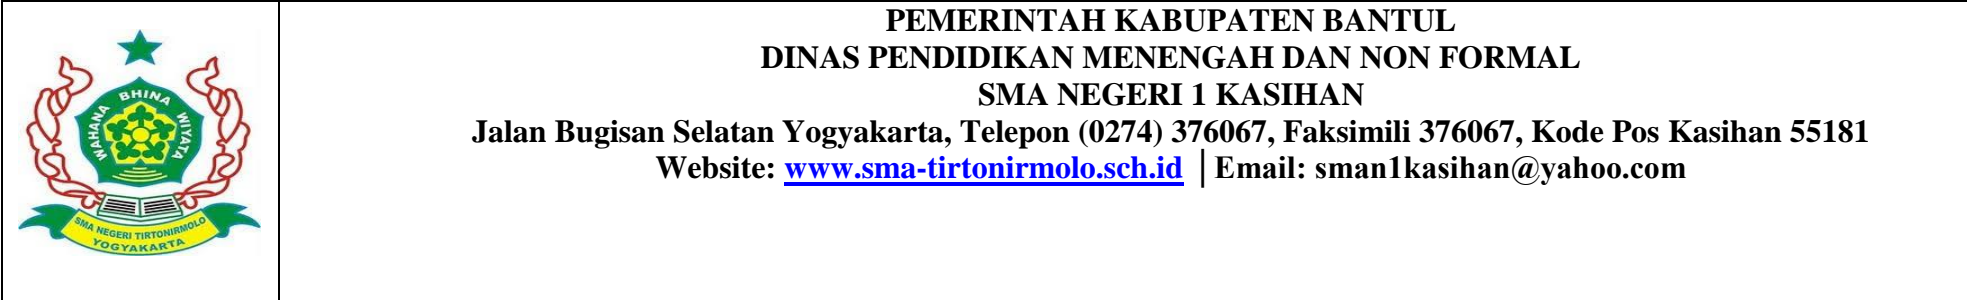 PEMERINTAH KABUPATEN BANTUL
DINAS PENDIDIKAN MENENGAH DAN NON FORMAL
SMA NEGERI 1 KASIHAN
Jalan Bugisan Selatan Yogyakarta, Telepon (0274) 376067, Faksimili 376067, Kode Pos Kasihan 55181
Website: www.sma-tirtonirmolo.sch.id │Email: sman1kasihan@yahoo.com
WAHANA BHINA WIYATA
SMA NEGERI TIRTONIRMOLO
YOGYAKARTA